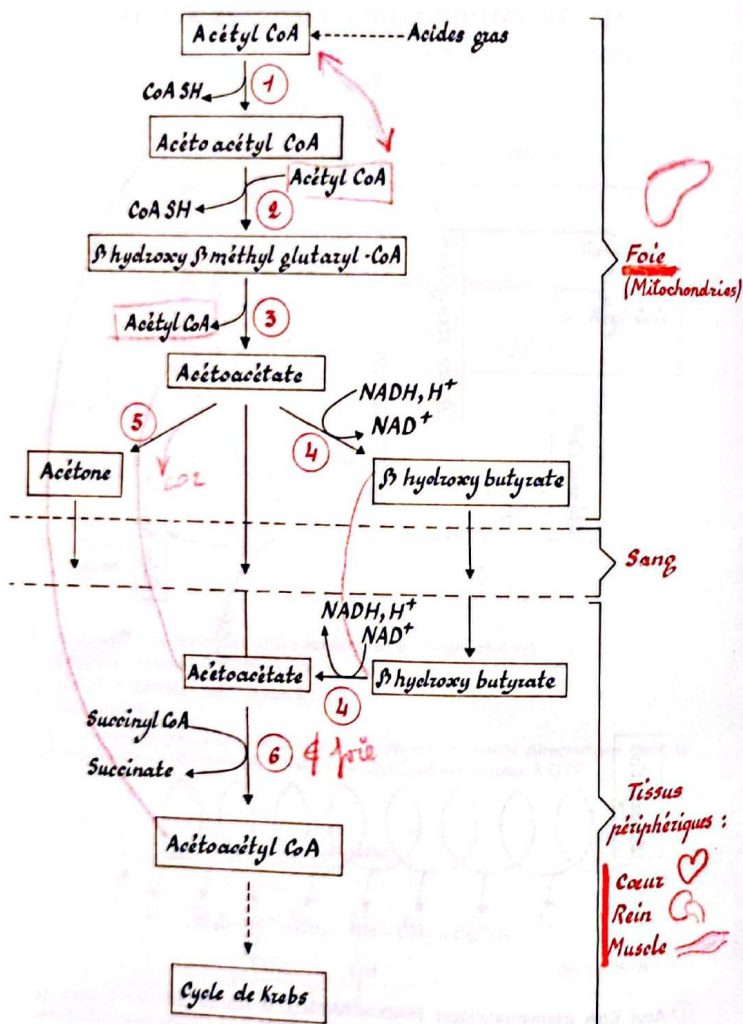 Acétyl CoA
Acides gras
CoA SH
1
Acétoacétyl CoA
Acétyl CoA
CoA SH
2
β hydroxy β méthyl glutaryl-CoA
Foie
(Mitochondries)
Acétyl CoA
3
Acétoacétate
NADH, H⁺
NAD⁺
5
4
CO2
Acétone
β hydroxy butyrate
Sang
NADH, H⁺
NAD⁺
Acétoacétate
β hydroxy butyrate
4
Succinyl CoA
6
foie
Succinate
Acétoacétyl CoA
Tissus
périphériques :
Cœur
Rein
Muscle
Cycle de Krebs